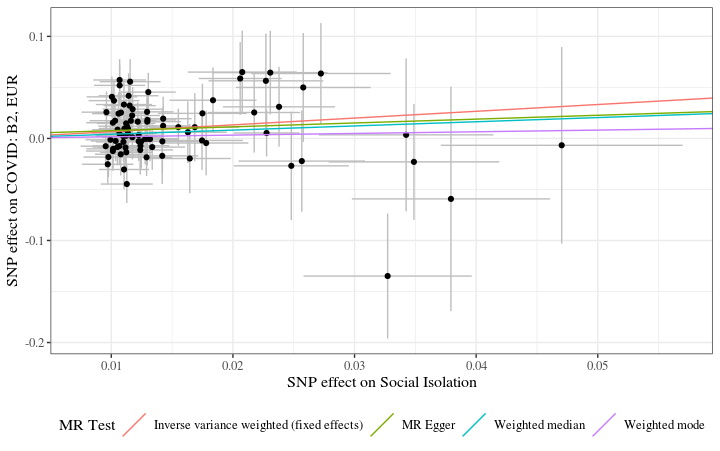 SNP effect on COVID: B2, EUR
0.1
0.0
-0.1
-0.2
0.01 0.02 0.03 0.04 0.05
SNP effect on Social Isolation
MR Test Inverse variance weighted (fixed effects) MR Egger Weighted median Weighted mode